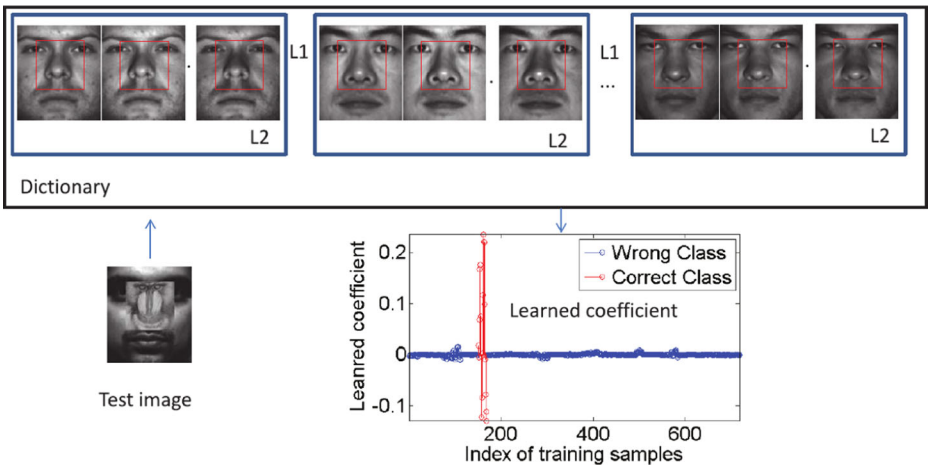 L1
L1
...
L2
L2
L2
Dictionary
Test image
0.2
0.1
0
-0.1
Leanred coefficient
Wrong Class
Correct Class
Learned coefficient
200
400
600
Index of training samples